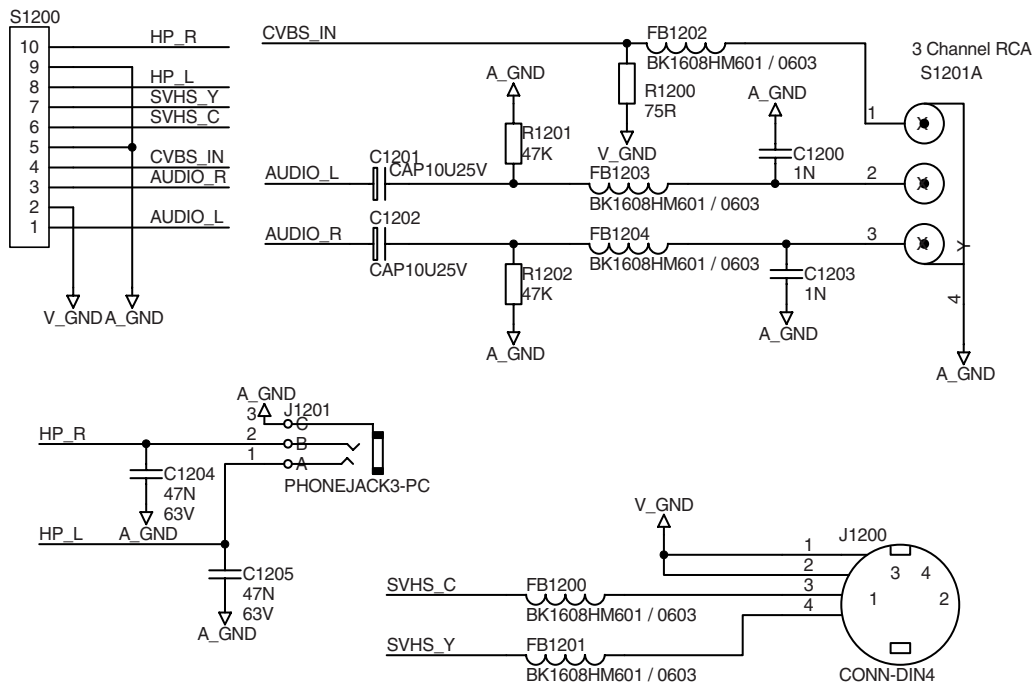 S1200
10
9
8
7
6
5
4
3
2
1
HP_R
HP_L
SVHS_Y
SVHS_C
CVBS_IN
AUDIO_R
AUDIO_L
V_GND
A_GND
CVBS_IN
FB1202
BK1608HM601 / 0603
R1200
75R
V_GND
3 Channel RCA
S1201A
A_GND
R1201
47K
A_GND
C1200
1N
1
C1201
CAP10U25V
AUDIO_L
FB1203
BK1608HM601 / 0603
2
C1202
CAP10U25V
AUDIO_R
FB1204
BK1608HM601 / 0603
3
R1202
47K
A_GND
C1203
1N
A_GND
Y
4
A_GND
A_GND
J1201
3
C
HP_R
2
B
1
A
PHONEJACK3-PC
C1204
47N
63V
A_GND
HP_L
C1205
47N
63V
A_GND
V_GND
J1200
1
2
3
4
3 4
1 2
SVHS_C
FB1200
BK1608HM601 / 0603
SVHS_Y
FB1201
BK1608HM601 / 0603
CONN-DIN4